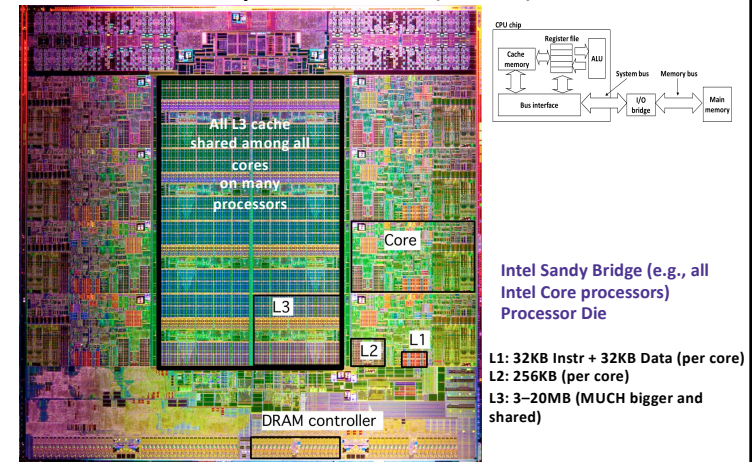 CPU chip
Register file
Cache
memory
ALU
System bus
Memory bus
Bus interface
I/O
bridge
Main
memory
All L3 cache
shared among all
cores
on many
processors
Core
L3
L2
L1
DRAM controller
Intel Sandy Bridge (e.g., all
Intel Core processors)
Processor Die
L1: 32KB Instr + 32KB Data (per core)
L2: 256KB (per core)
L3: 3–20MB (MUCH bigger and
shared)